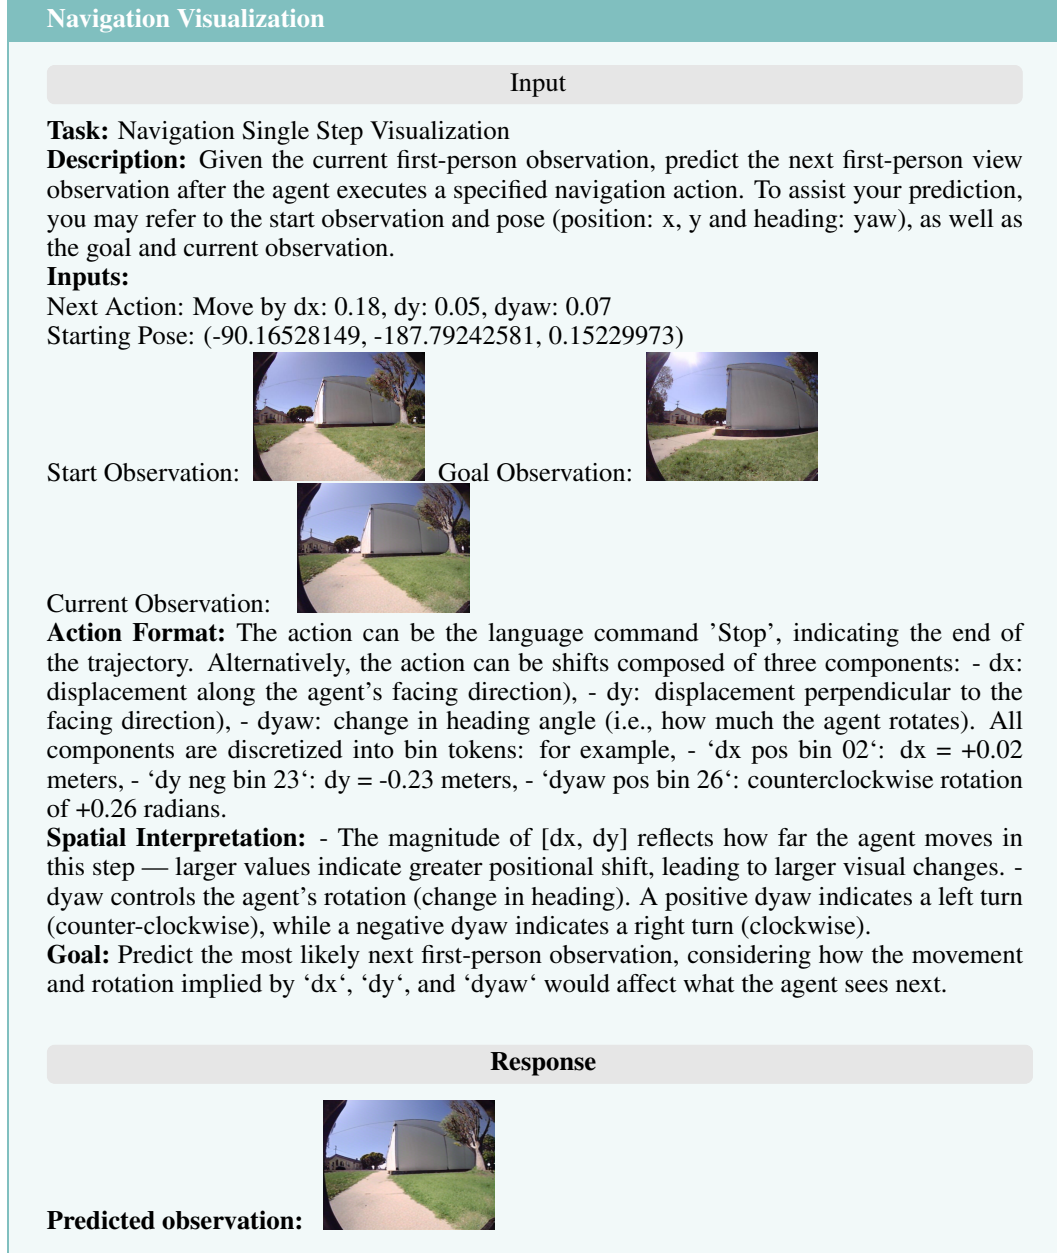 Navigation Visualization
Input
Task: Navigation Single Step Visualization
Description: Given the current first-person observation, predict the next first-person view
observation after the agent executes a specified navigation action. To assist your prediction,
you may refer to the start observation and pose (position: x, y and heading: yaw), as well as
the goal and current observation.
Inputs:
Next Action: Move by dx: 0.18, dy: 0.05, dyaw: 0.07
Starting Pose: (-90.16528149, -187.79242581, 0.15229973)
Start Observation: Goal Observation:
Current Observation:
Action Format: The action can be the language command ’Stop’, indicating the end of
the trajectory. Alternatively, the action can be shifts composed of three components: - dx:
displacement along the agent’s facing direction), - dy: displacement perpendicular to the
facing direction), - dyaw: change in heading angle (i.e., how much the agent rotates). All
components are discretized into bin tokens: for example, - ‘dx pos bin 02‘: dx = +0.02
meters, - ‘dy neg bin 23‘: dy = -0.23 meters, - ‘dyaw pos bin 26‘: counterclockwise rotation
of +0.26 radians.
Spatial Interpretation: - The magnitude of [dx, dy] reflects how far the agent moves in
this step — larger values indicate greater positional shift, leading to larger visual changes. -
dyaw controls the agent’s rotation (change in heading). A positive dyaw indicates a left turn
(counter-clockwise), while a negative dyaw indicates a right turn (clockwise).
Goal: Predict the most likely next first-person observation, considering how the movement
and rotation implied by ‘dx‘, ‘dy‘, and ‘dyaw‘ would affect what the agent sees next.
Response
Predicted observation: